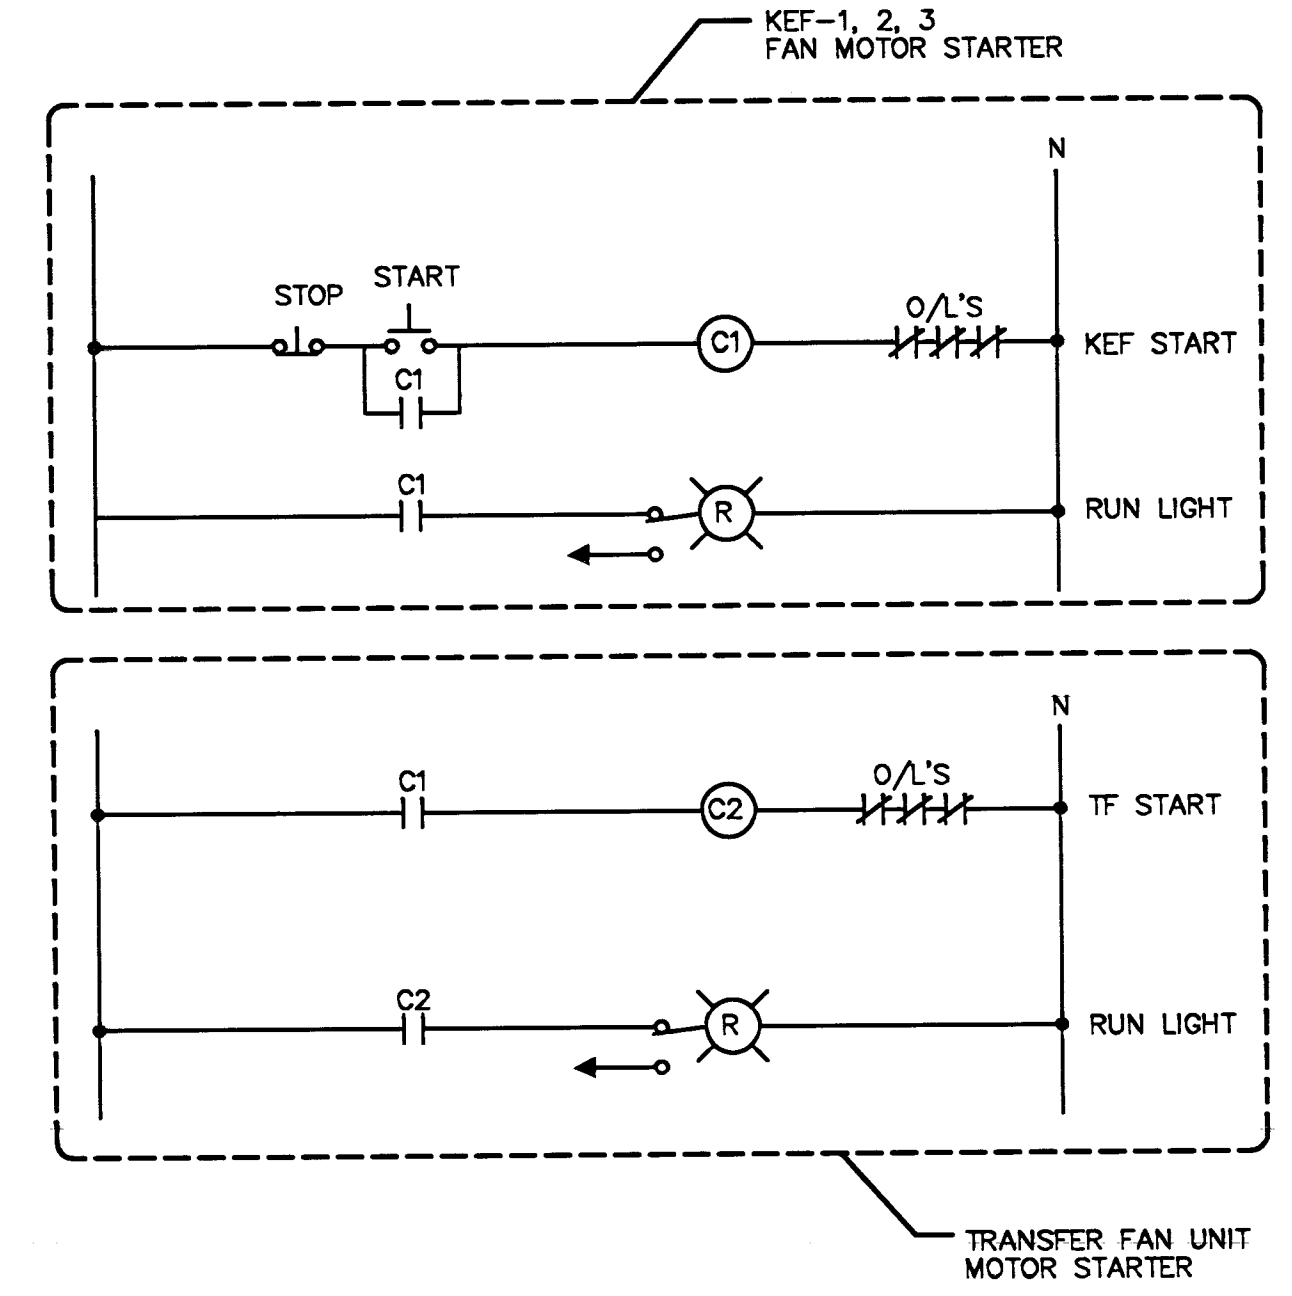 KEF-1, 2, 3
FAN MOTOR STARTER
N
STOP
START
O/L'S
C1
KEF START
C1
C1
R
RUN LIGHT
N
C1
O/L'S
C2
TF START
C2
R
RUN LIGHT
TRANSFER FAN UNIT
MOTOR STARTER